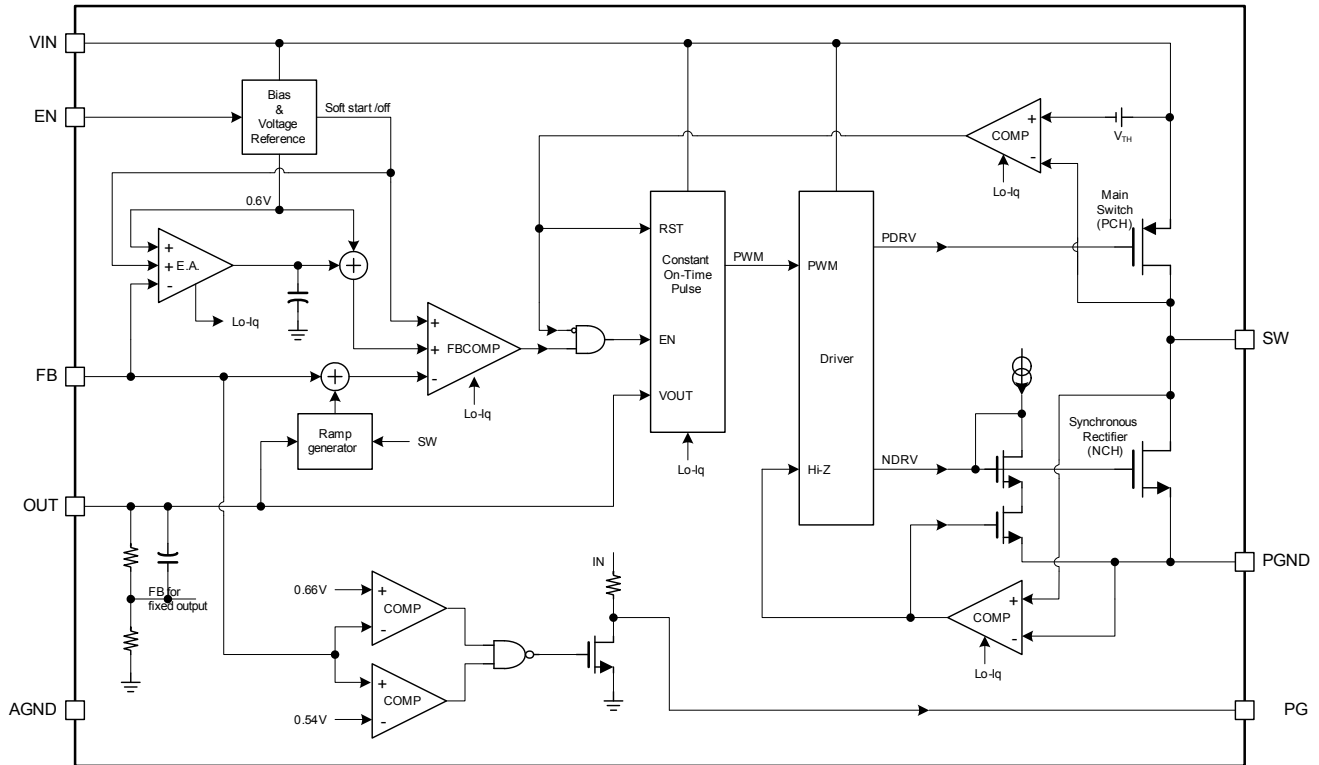 VIN
EN
Bias
&
Voltage
Reference
Soft start /off
0.6V
+
+
-
E.A.
Lo-Iq
+
+
+
-
FBCOMP
Lo-Iq
FB
+
Ramp
generator
SW
OUT
FB for
fixed output
AGND
RST
Constant
On-Time
Pulse
EN
VOUT
Lo-Iq
PWM
PWM
Driver
Hi-Z
PDRV
NDRV
+
-
COMP
Lo-Iq
VTH
Main
Switch
(PCH)
SW
Synchronous
Rectifier
(NCH)
PGND
+
-
COMP
Lo-Iq
0.66V
+
-
COMP
+
-
COMP
0.54V
IN
PG